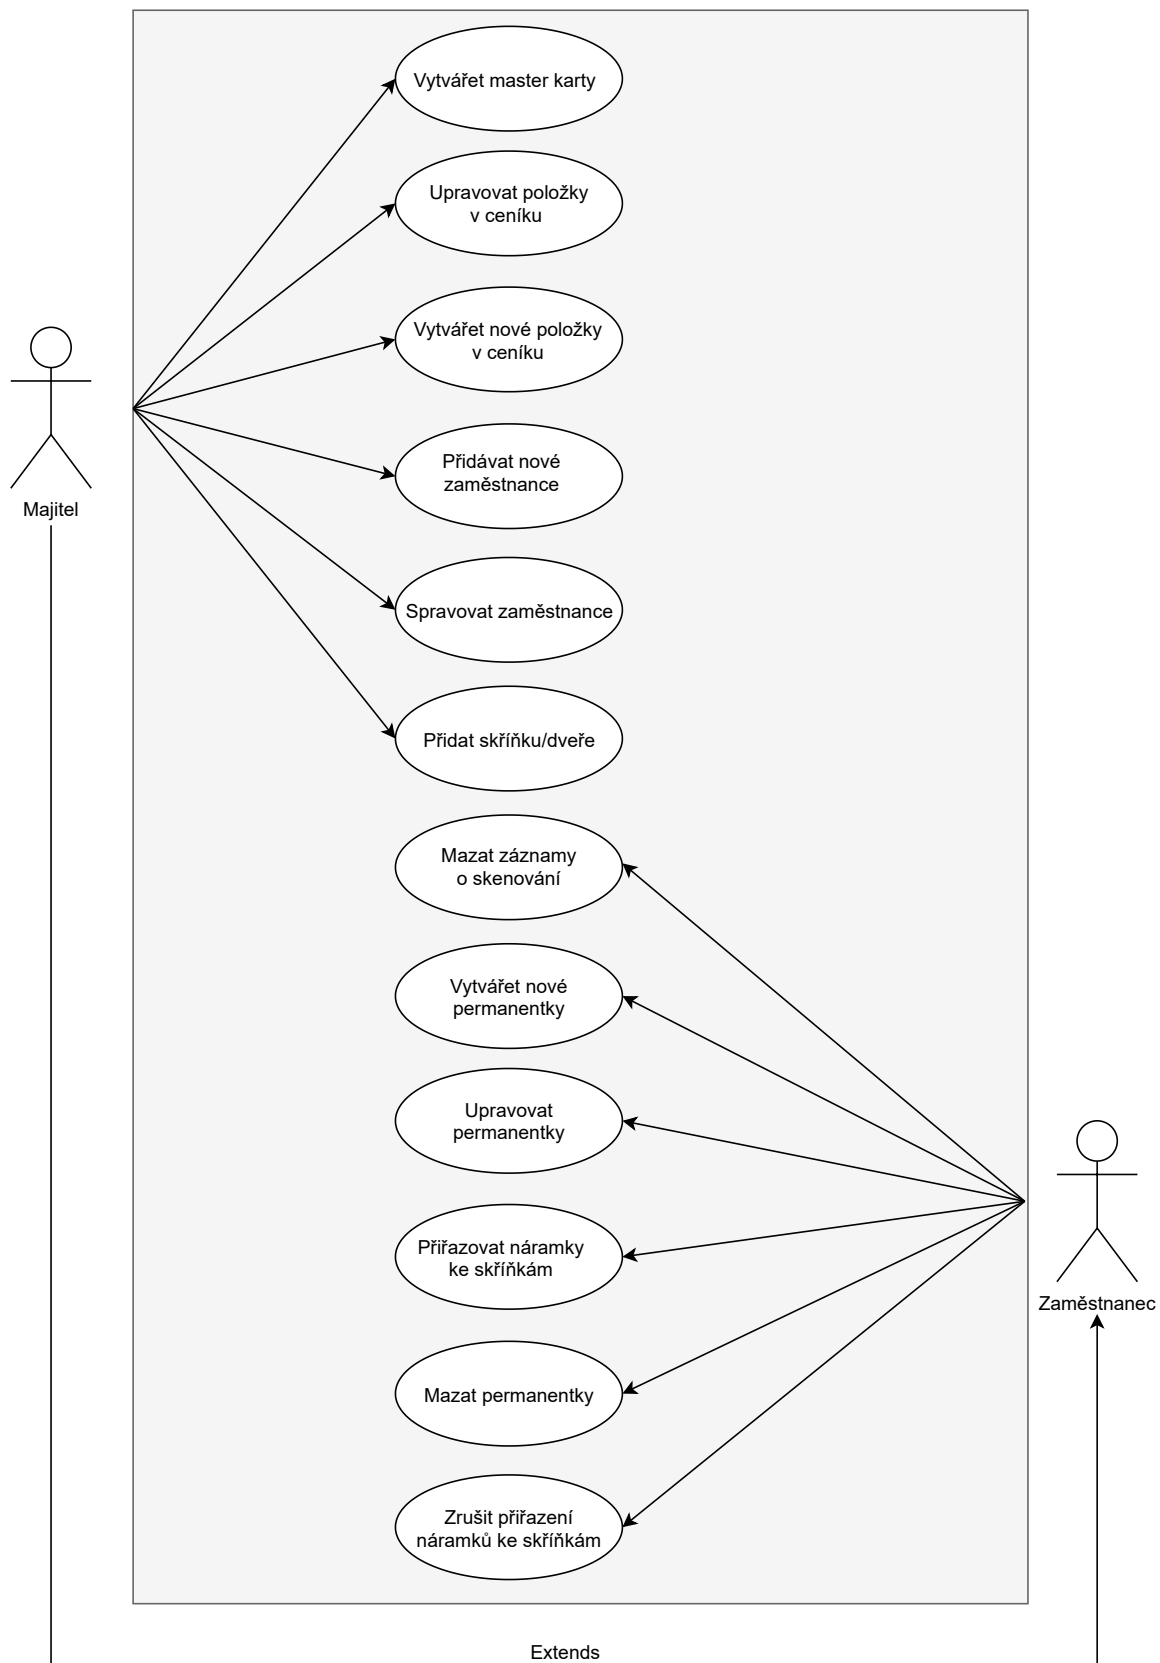 Vytvářet master karty
Upravovat položky
v ceníku
Vytvářet nové položky
v ceníku
Přidávat nové
zaměstnance
Majitel
Spravovat zaměstnance
Přidat skříňku/dveře
Mazat záznamy
o skenování
Vytvářet nové
permanentky
Upravovat
permanentky
Přiřazovat náramky
ke skříňkám
Zaměstnanec
Mazat permanentky
Zrušit přiřazení
náramků ke skříňkám
Extends